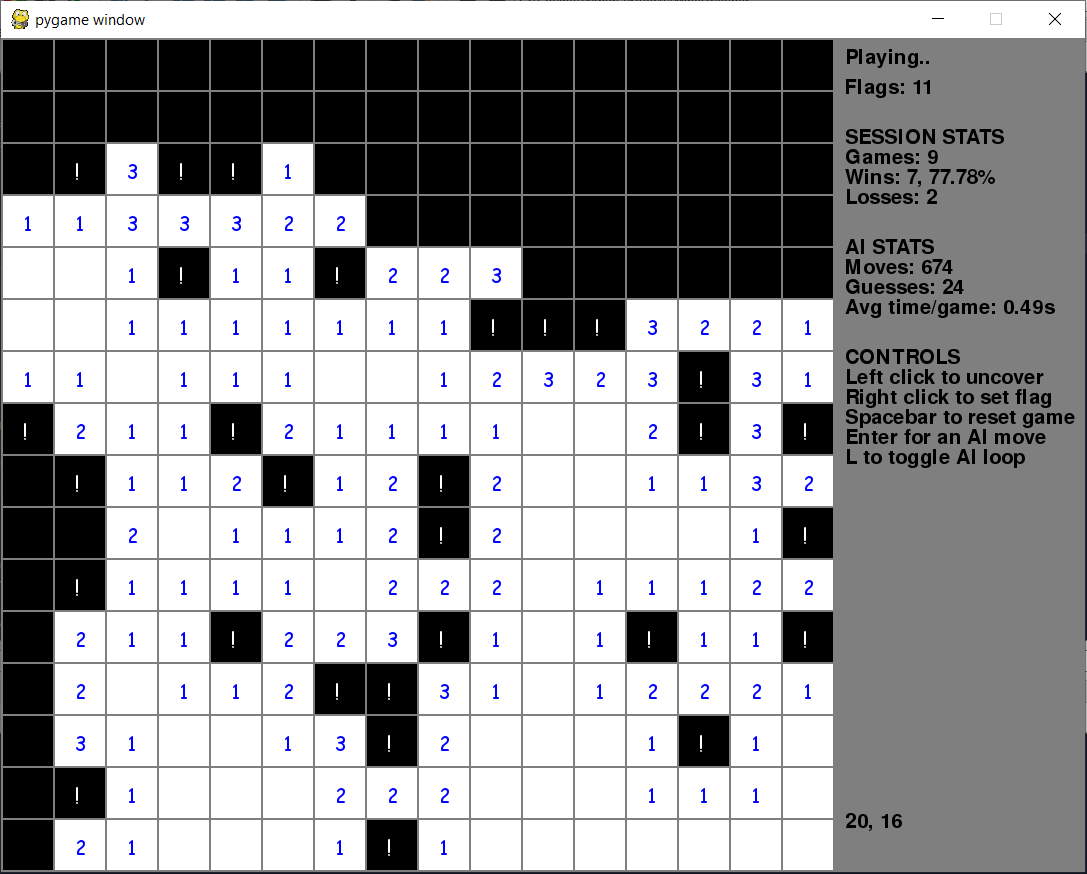 pygame window
Playing..
Flags: 11
SESSION STATS
Games: 9
Wins: 7, 77.78%
Losses: 2
AI STATS
Moves: 674
Guesses: 24
Avg time/game: 0.49s
CONTROLS
Left click to uncover
Right click to set flag
Spacebar to reset game
Enter for an AI move
L to toggle AI loop
20, 16
! 3 ! ! 1
1 1 3 3 3 2 2
1 ! 1 1 ! 2 2 3
1 1 1 1 1 1 1 ! ! ! 3 2 2 1
1 1 1 1 1 1 2 3 2 3 ! 3 1
! 2 1 1 ! 2 1 1 1 1 2 ! 3 !
! 1 1 2 ! 1 2 ! 2 1 1 3 2
2 1 1 1 2 ! 2 1 !
! 1 1 1 1 2 2 2 1 1 1 2 2
2 1 1 ! 2 2 3 ! 1 1 ! 1 1 !
2 1 1 2 ! ! 3 1 1 2 2 2 1
3 1 1 3 ! 2 1 ! 1
! 1 2 2 2 1 1 1
2 1 1 ! 1